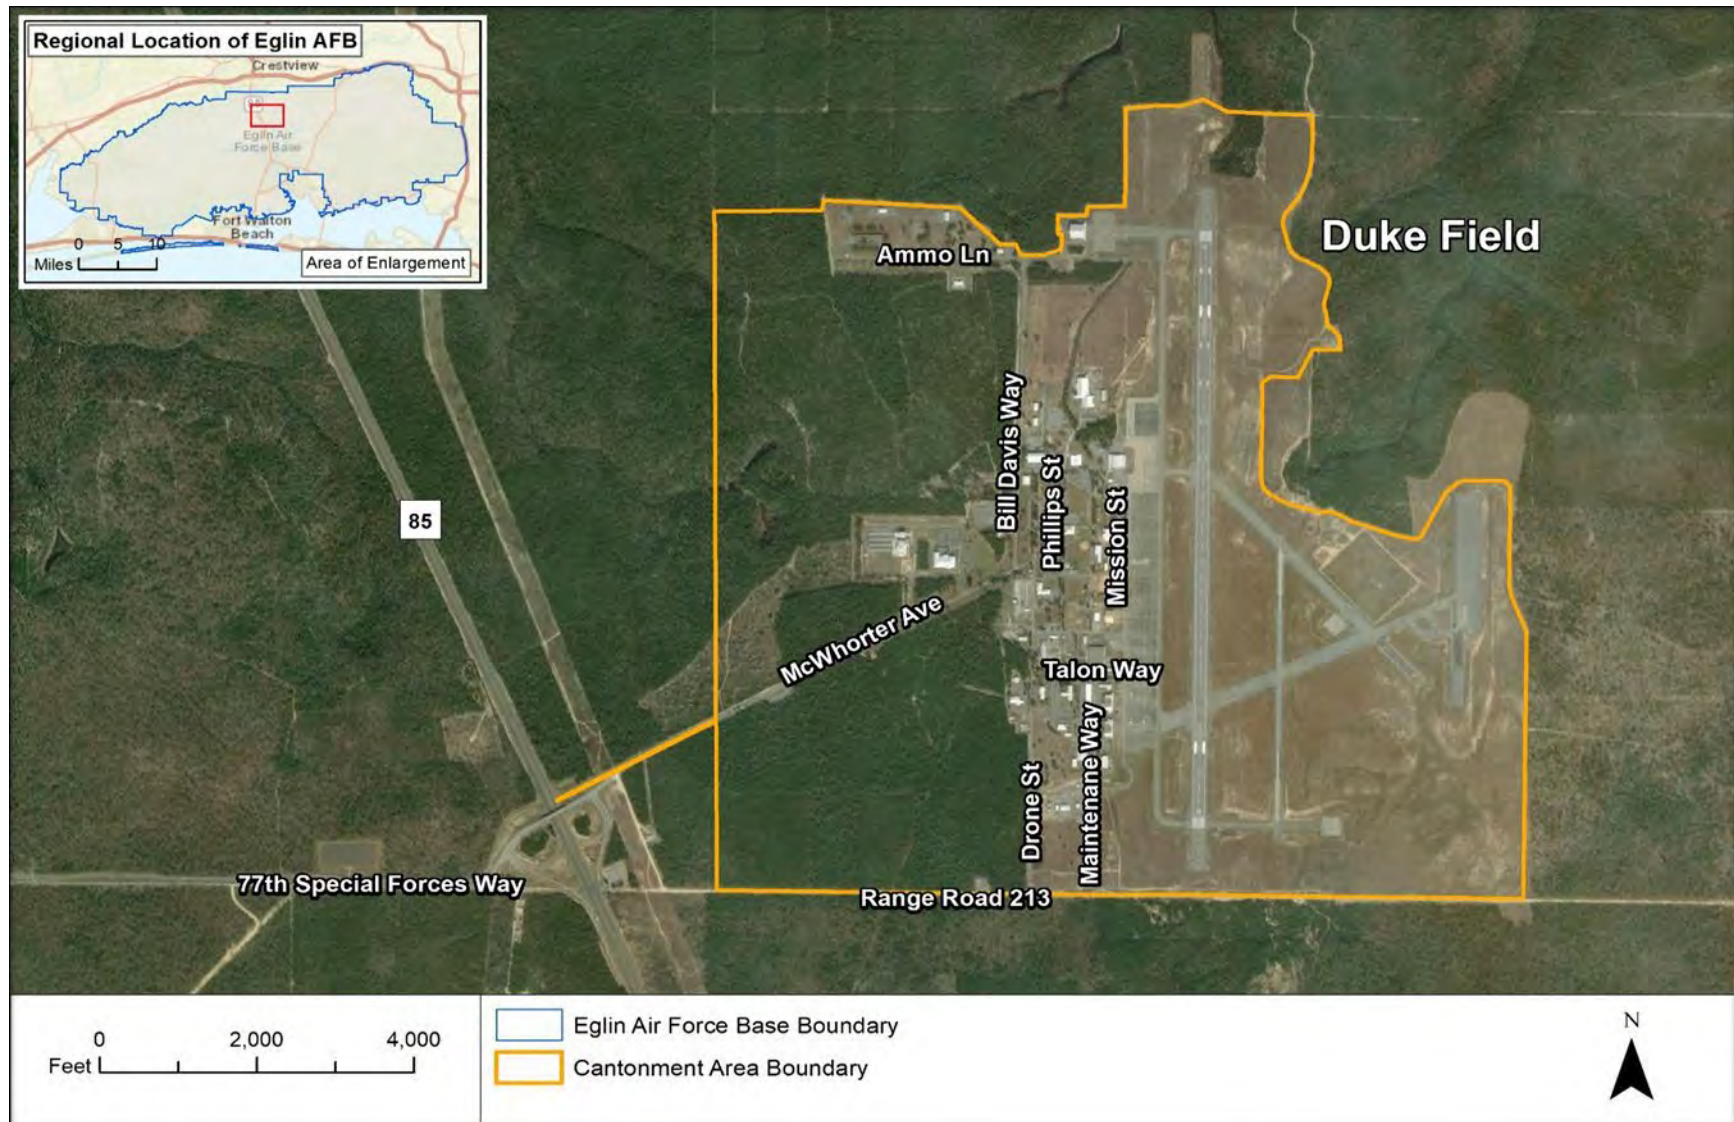 Regional Location of Eglin AFB
Crestview
Eglin Air
Force Base
Fort Walton
Beach
0 5 10
Miles
Area of Enlargement
Duke Field
Ammo Ln
Bill Davis Way
85
Phillips St
Mission St
McWhorter Ave
Talon Way
Drone St
Maintenane Way
77th Special Forces Way
Range Road 213
0 2,000 4,000
Feet
Eglin Air Force Base Boundary
Cantonment Area Boundary
N